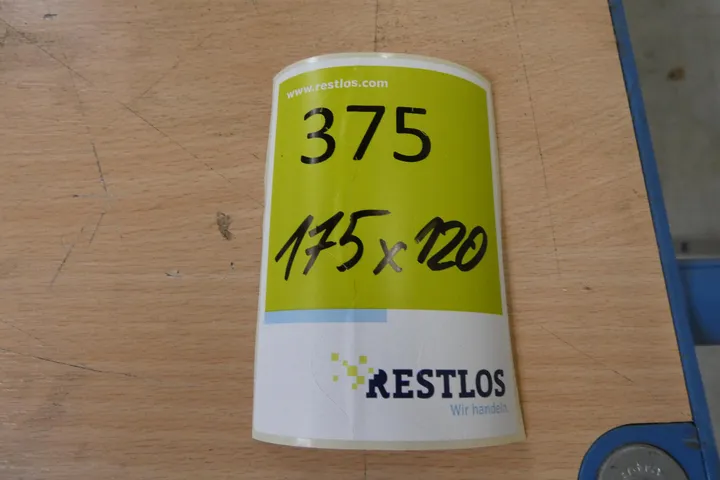 www.restlos.com
375
175x120
RESTLOS
Wir handeln.